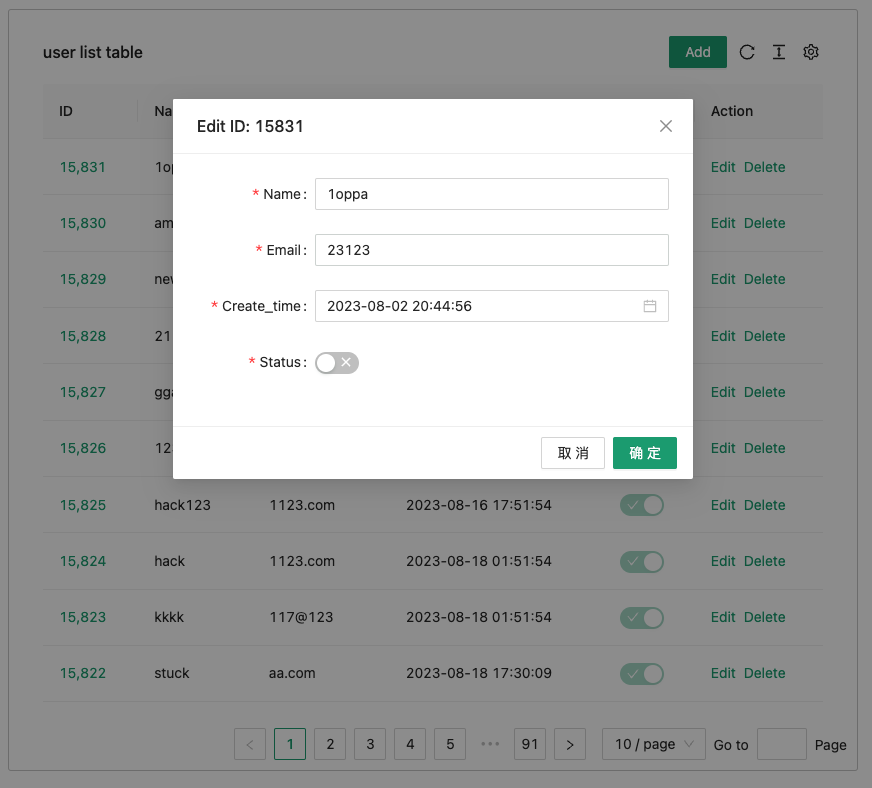 user list table Add
ID Na Action
Edit ID: 15831
15,831 1op Edit Delete
* Name: 1oppa
15,830 am Edit Delete
* Email: 23123
15,829 new Edit Delete
* Create_time: 2023-08-02 20:44:56
15,828 21 Edit Delete
* Status:
15,827 gga Edit Delete
15,826 12 Edit Delete
取 消 确 定
15,825 hack123 1123.com 2023-08-16 17:51:54 Edit Delete
15,824 hack 1123.com 2023-08-18 01:51:54 Edit Delete
15,823 kkkk 117@123 2023-08-18 01:51:54 Edit Delete
15,822 stuck aa.com 2023-08-18 17:30:09 Edit Delete
< 1 2 3 4 5 ••• 91 > 10 / page Go to Page